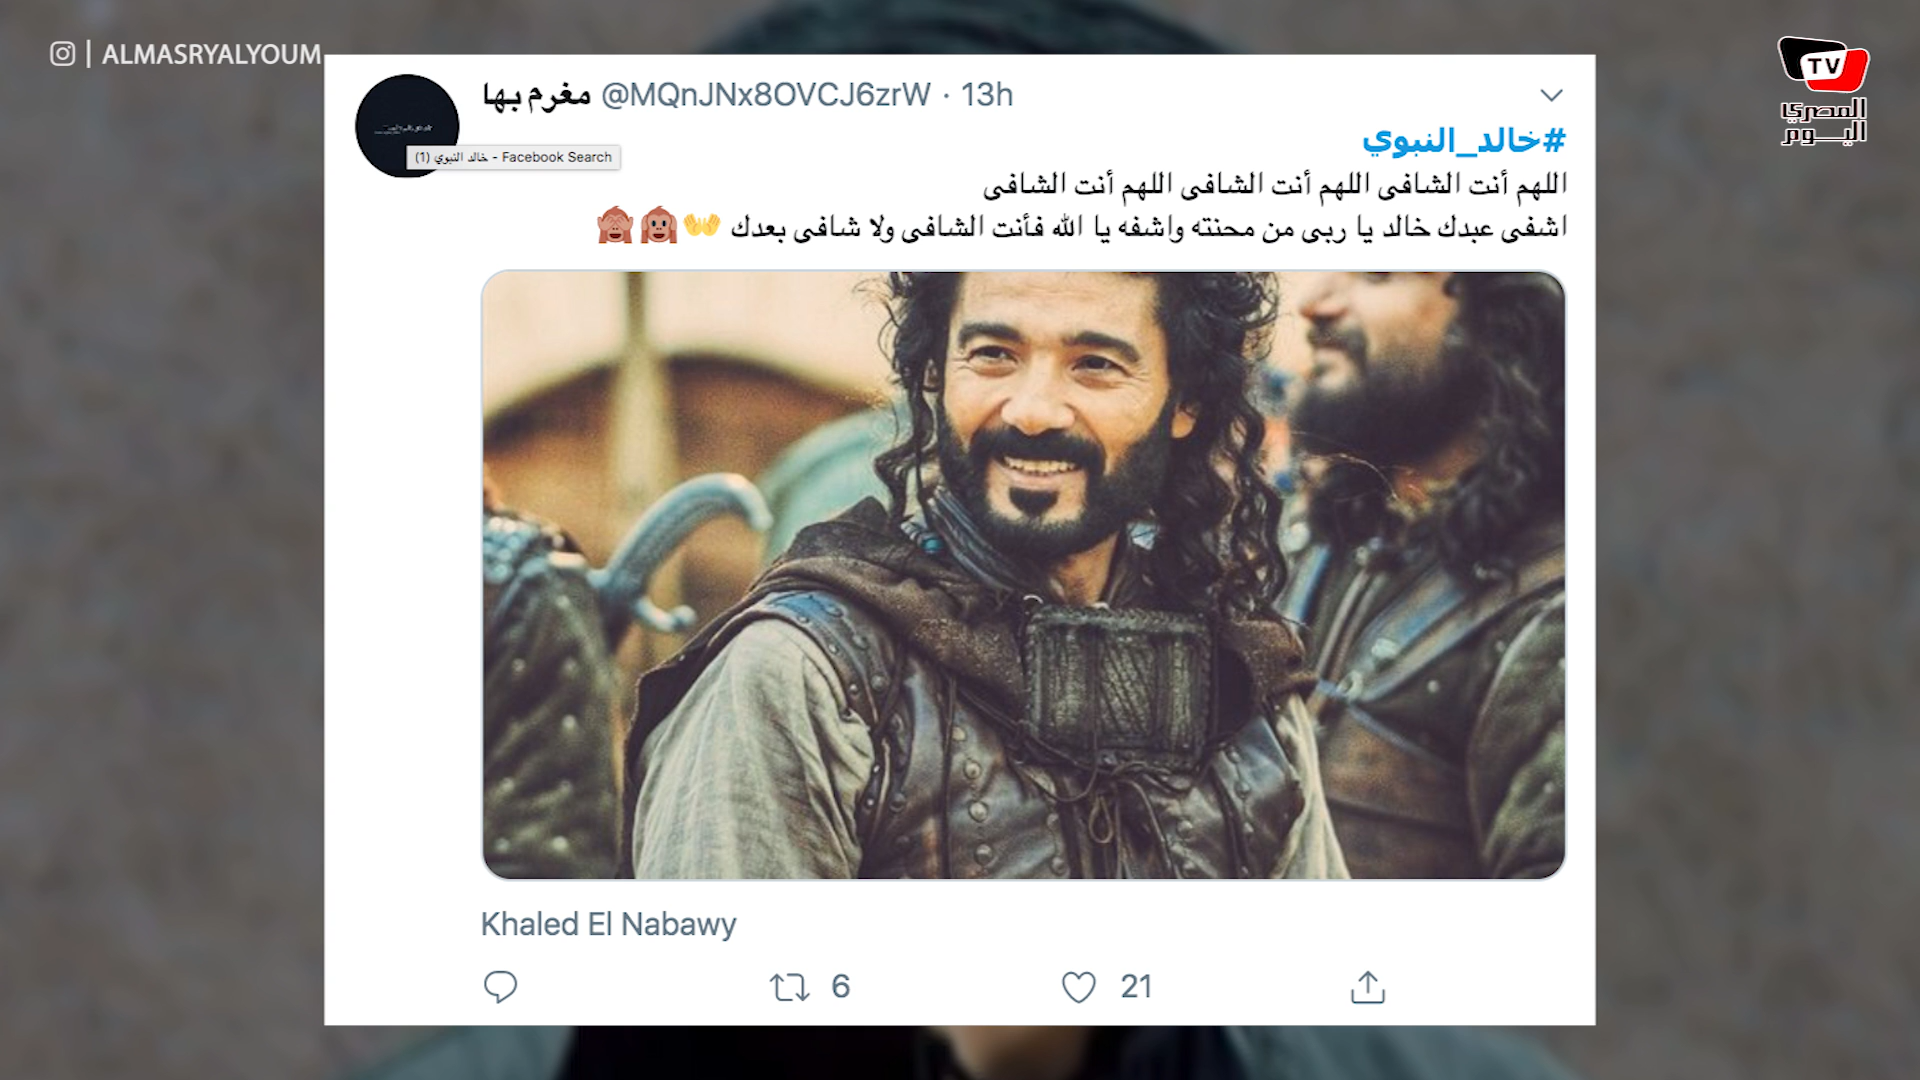 ALMASRYALYOUM
TV
المصري
اليوم
مغرم بها @MQnJNx8OVCJ6zrW · 13h
خالد النبوي (1) - Facebook Search
#خالد_النبوي
اللهم أنت الشافى اللهم أنت الشافى اللهم أنت الشافى
اشفى عبدك خالد يا ربى من محنته واشفه يا الله فأنت الشافى ولا شافى بعدك 👐🙉🙈
Khaled El Nabawy
6
21